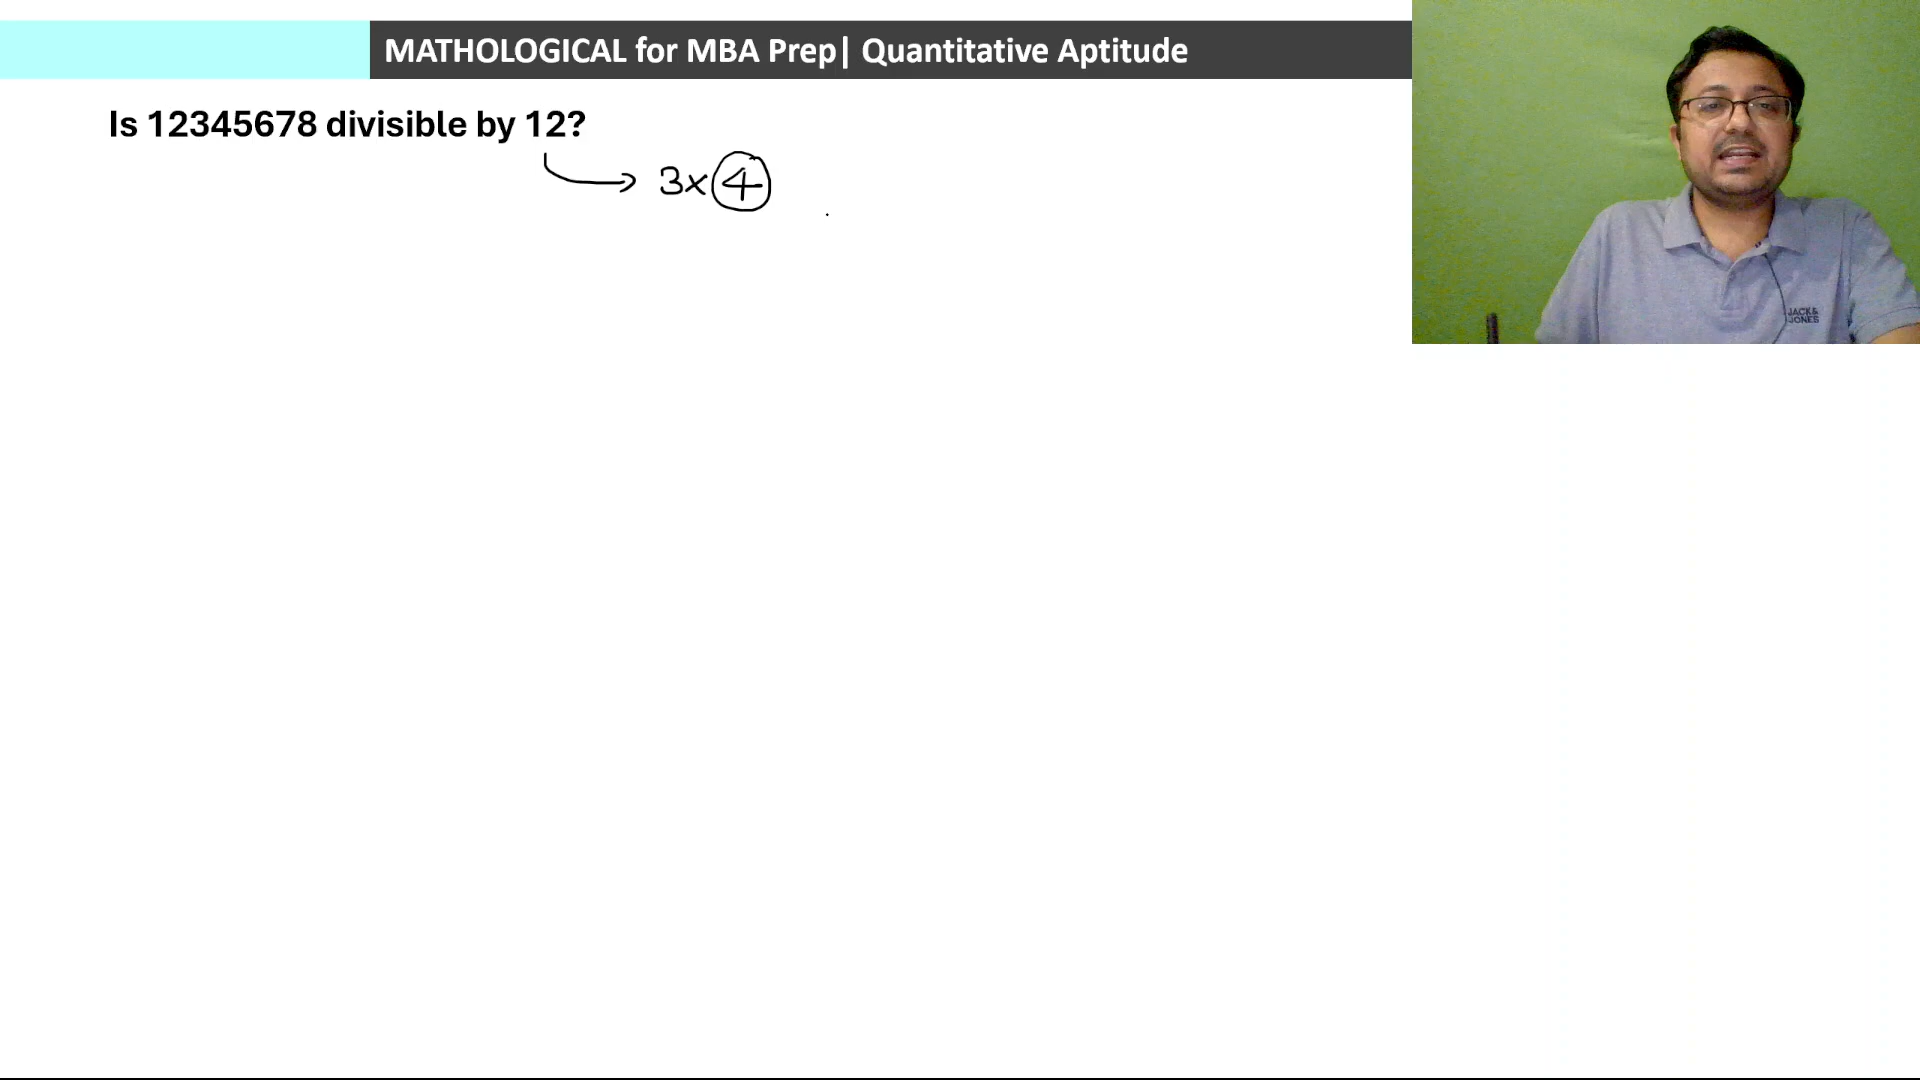 MATHOLOGICAL for MBA Prep| Quantitative Aptitude
Is 12345678 divisible by 12?
3x4
JACK&
JONES